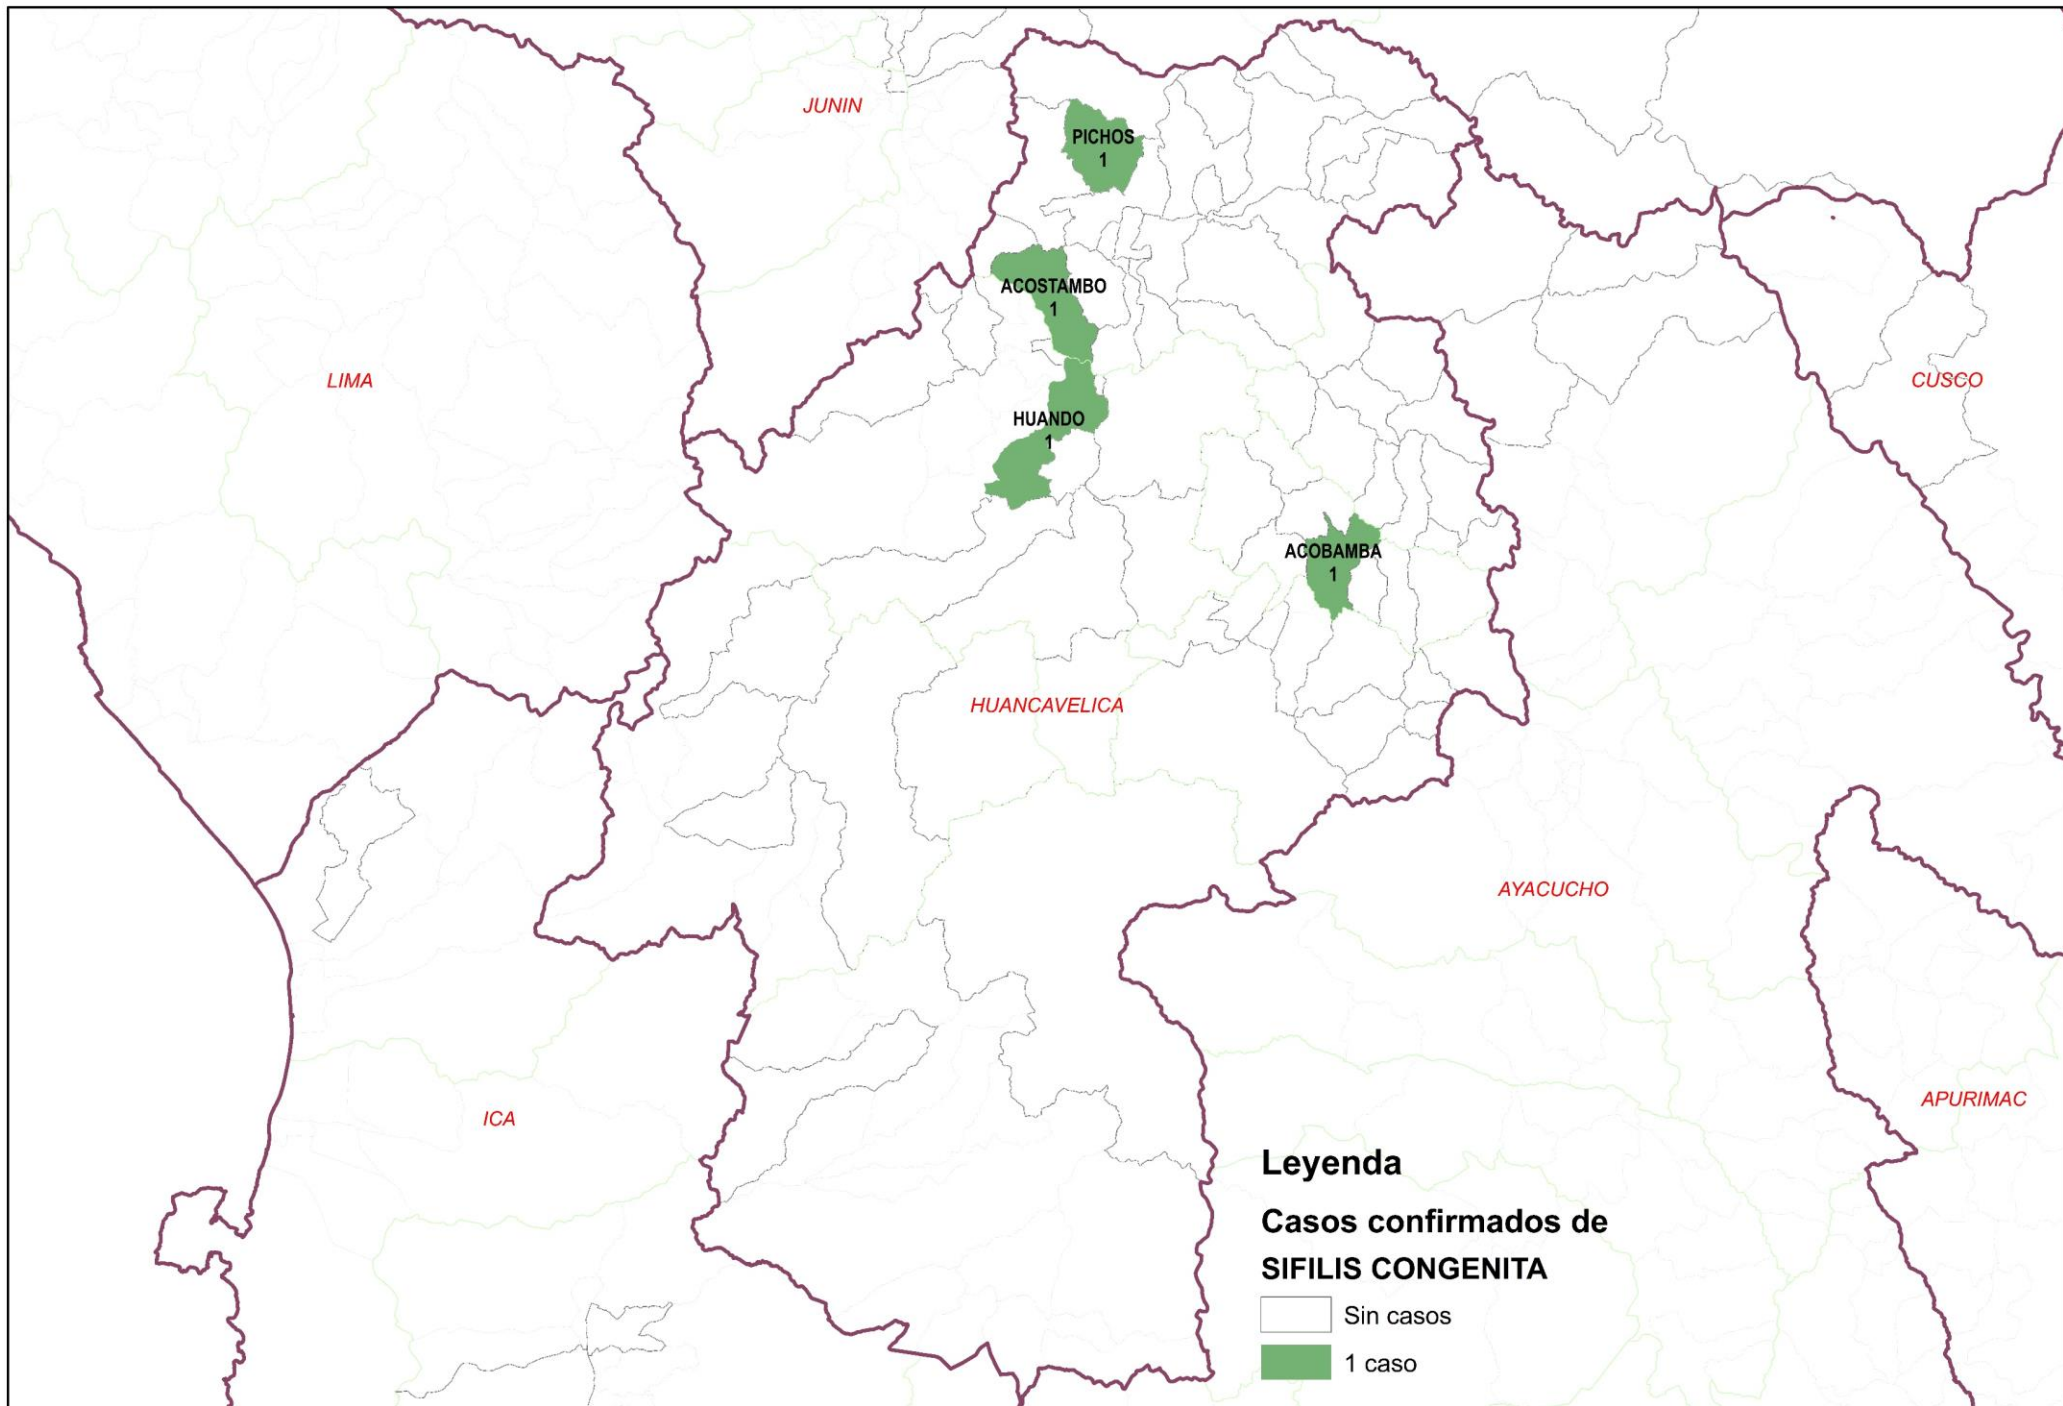 JUNIN
PICHOS
1
ACOSTAMBO
1
LIMA
CUSCO
HUANDO
1
ACOBAMBA
1
HUANCAVELICA
AYACUCHO
APURIMAC
ICA
Leyenda
Casos confirmados de
SIFILIS CONGENITA
Sin casos
1 caso